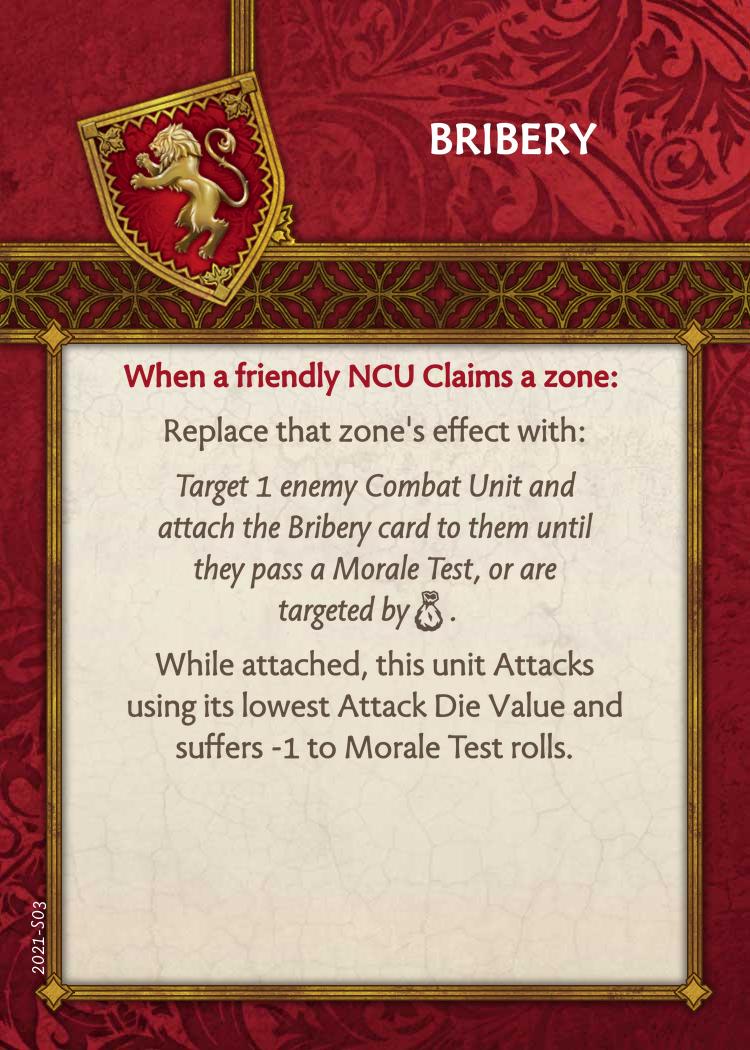 BRIBERY
When a friendly NCU Claims a zone:
Replace that zone's effect with:
Target 1 enemy Combat Unit and
attach the Bribery card to them until
they pass a Morale Test, or are
targeted by .
While attached, this unit Attacks
using its lowest Attack Die Value and
suffers -1 to Morale Test rolls.
2021-S03